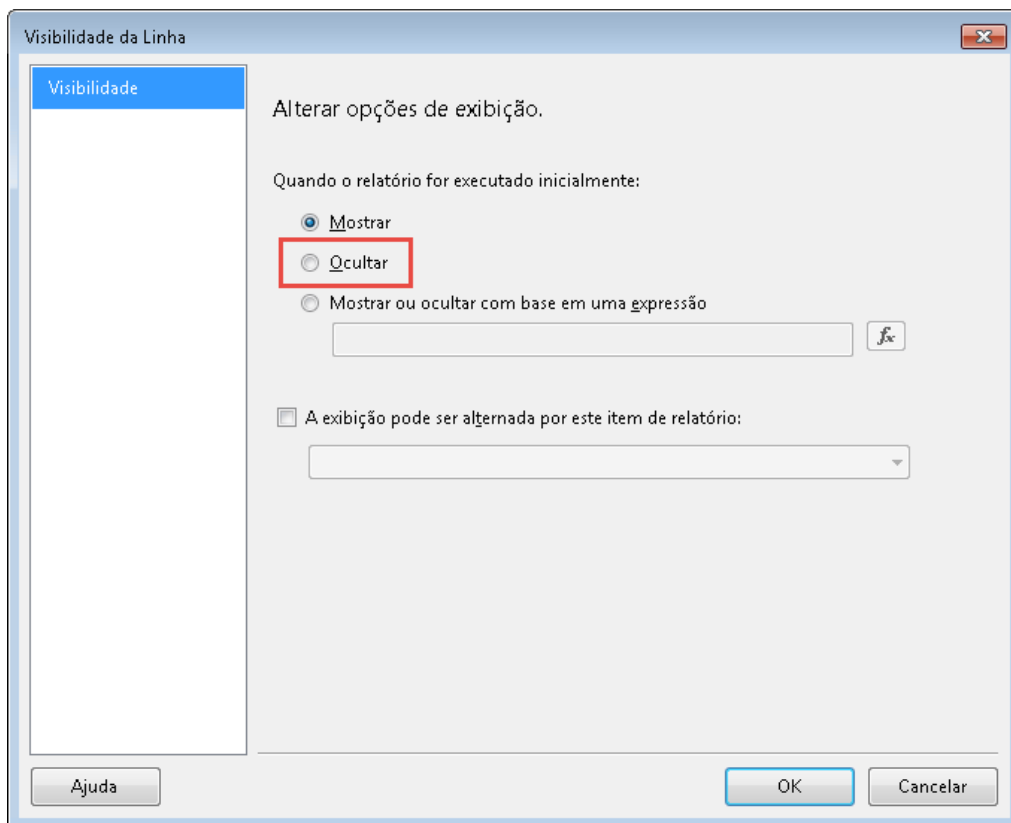 Visibilidade da Linha
Visibilidade
Alterar opções de exibição.
Quando o relatório for executado inicialmente:
Mostrar
Ocultar
Mostrar ou ocultar com base em uma expressão
fx
A exibição pode ser alternada por este item de relatório:
Ajuda
OK
Cancelar